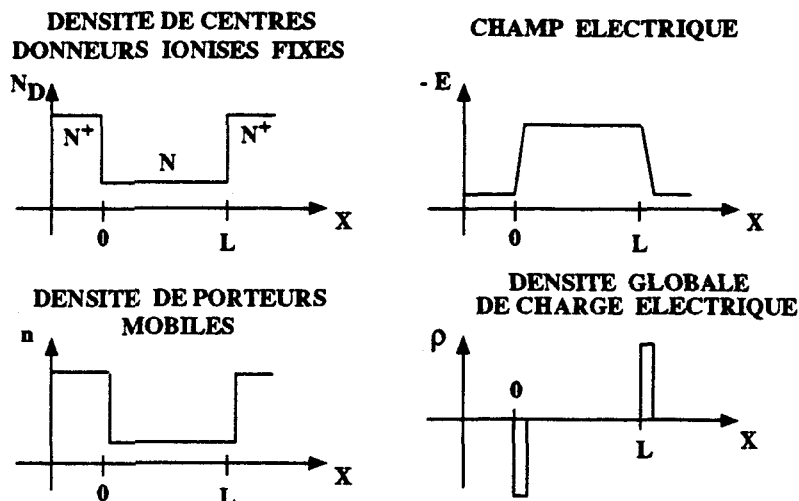 DENSITE DE CENTRES
DONNEURS IONISES FIXES
N_D
N+
N
N+
0
L
X
CHAMP ELECTRIQUE
- E
0
L
X
DENSITE DE PORTEURS
MOBILES
n
0
L
X
DENSITE GLOBALE
DE CHARGE ELECTRIQUE
ρ
0
L
X